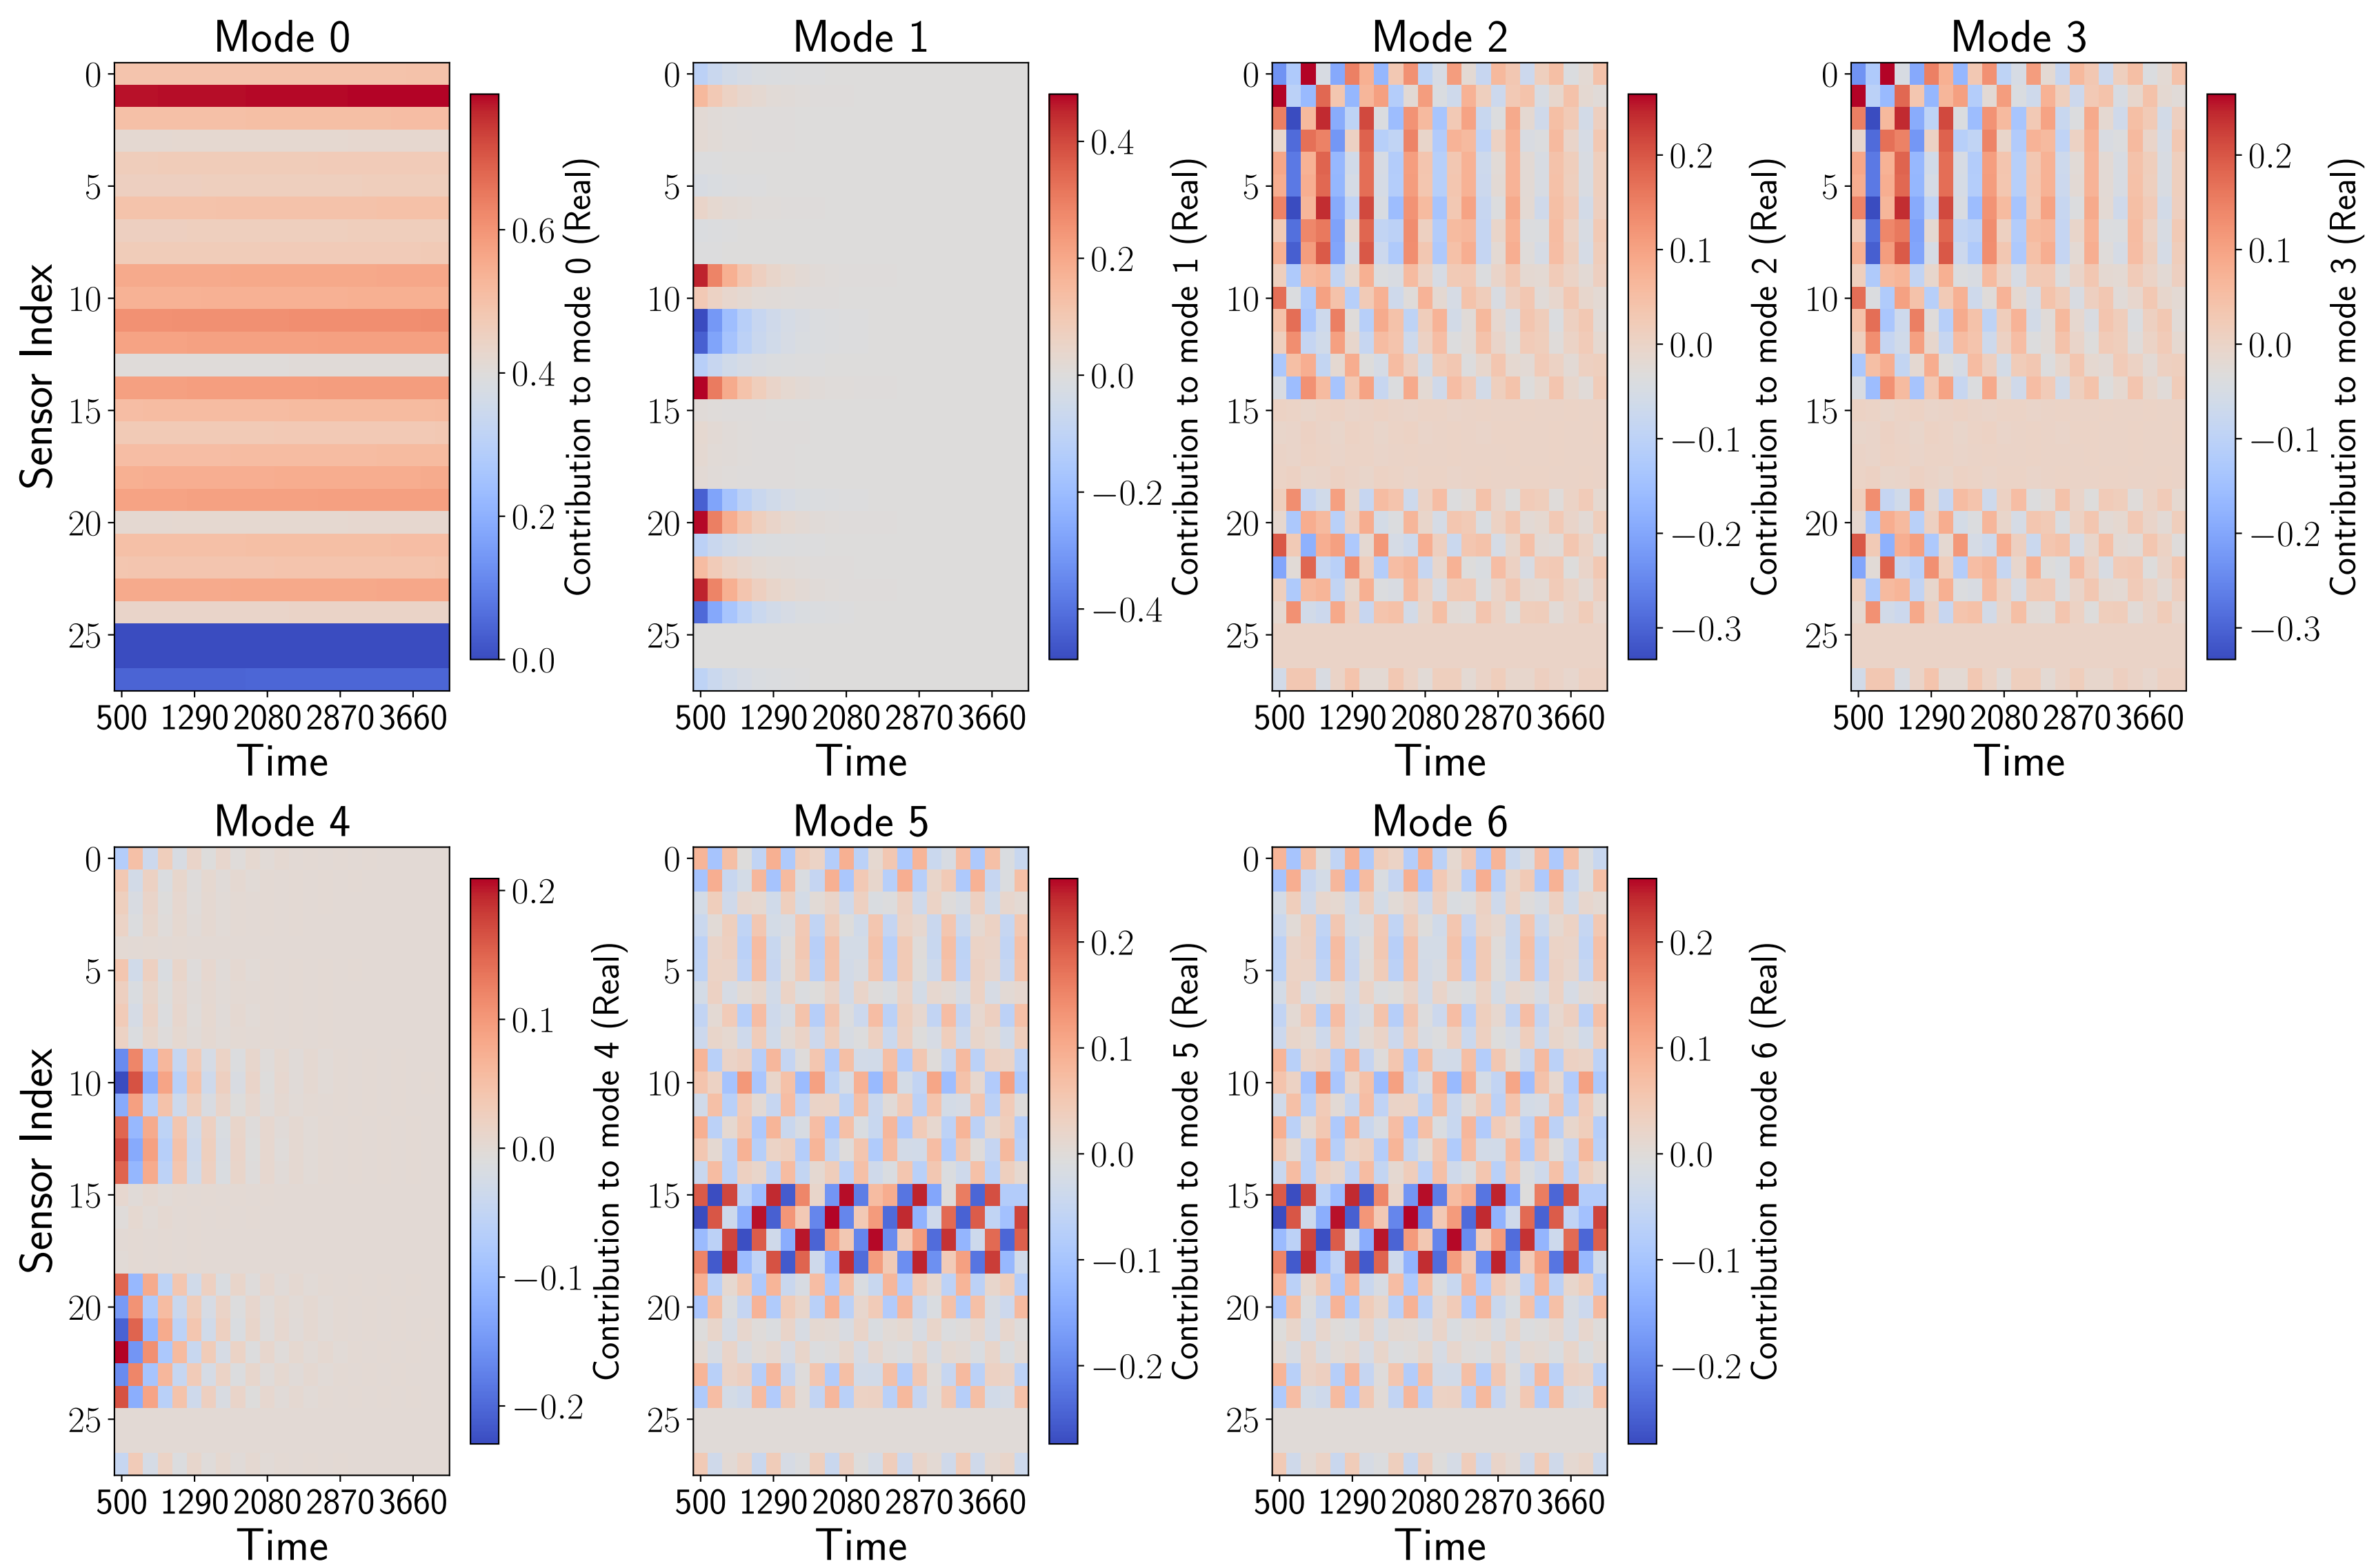 Mode 0
Mode 1
Mode 2
Mode 3
0
5
10
15
20
25
Sensor Index
500 1290 2080 2870 3660
Time
0.6
0.4
0.2
0.0
Contribution to mode 0 (Real)
0
5
10
15
20
25
500 1290 2080 2870 3660
Time
0.4
0.2
0.0
−0.2
−0.4
Contribution to mode 1 (Real)
0
5
10
15
20
25
500 1290 2080 2870 3660
Time
0.2
0.1
0.0
−0.1
−0.2
−0.3
Contribution to mode 2 (Real)
0
5
10
15
20
25
500 1290 2080 2870 3660
Time
0.2
0.1
0.0
−0.1
−0.2
−0.3
Contribution to mode 3 (Real)
Mode 4
Mode 5
Mode 6
0
5
10
15
20
25
Sensor Index
500 1290 2080 2870 3660
Time
0.2
0.1
0.0
−0.1
−0.2
Contribution to mode 4 (Real)
0
5
10
15
20
25
500 1290 2080 2870 3660
Time
0.2
0.1
0.0
−0.1
−0.2
Contribution to mode 5 (Real)
0
5
10
15
20
25
500 1290 2080 2870 3660
Time
0.2
0.1
0.0
−0.1
−0.2
Contribution to mode 6 (Real)